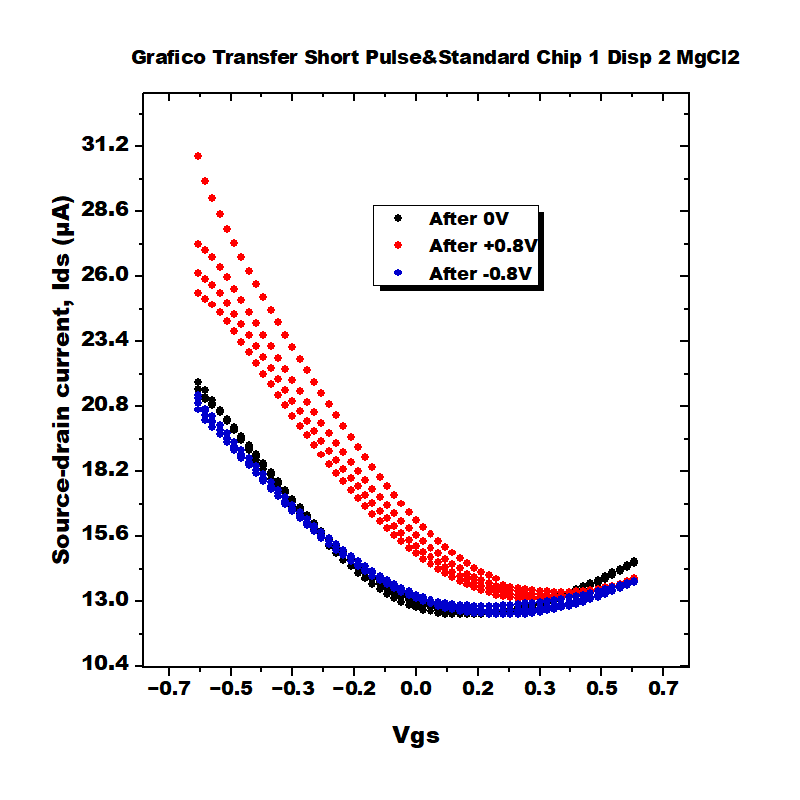 Grafico Transfer Short Pulse&Standard Chip 1 Disp 2 MgCl2
31.2
28.6
26.0
23.4
20.8
18.2
15.6
13.0
10.4
Source-drain current, Ids (µA)
After 0V
After +0.8V
After -0.8V
−0.7 −0.5 −0.3 −0.2 0.0 0.2 0.3 0.5 0.7
Vgs